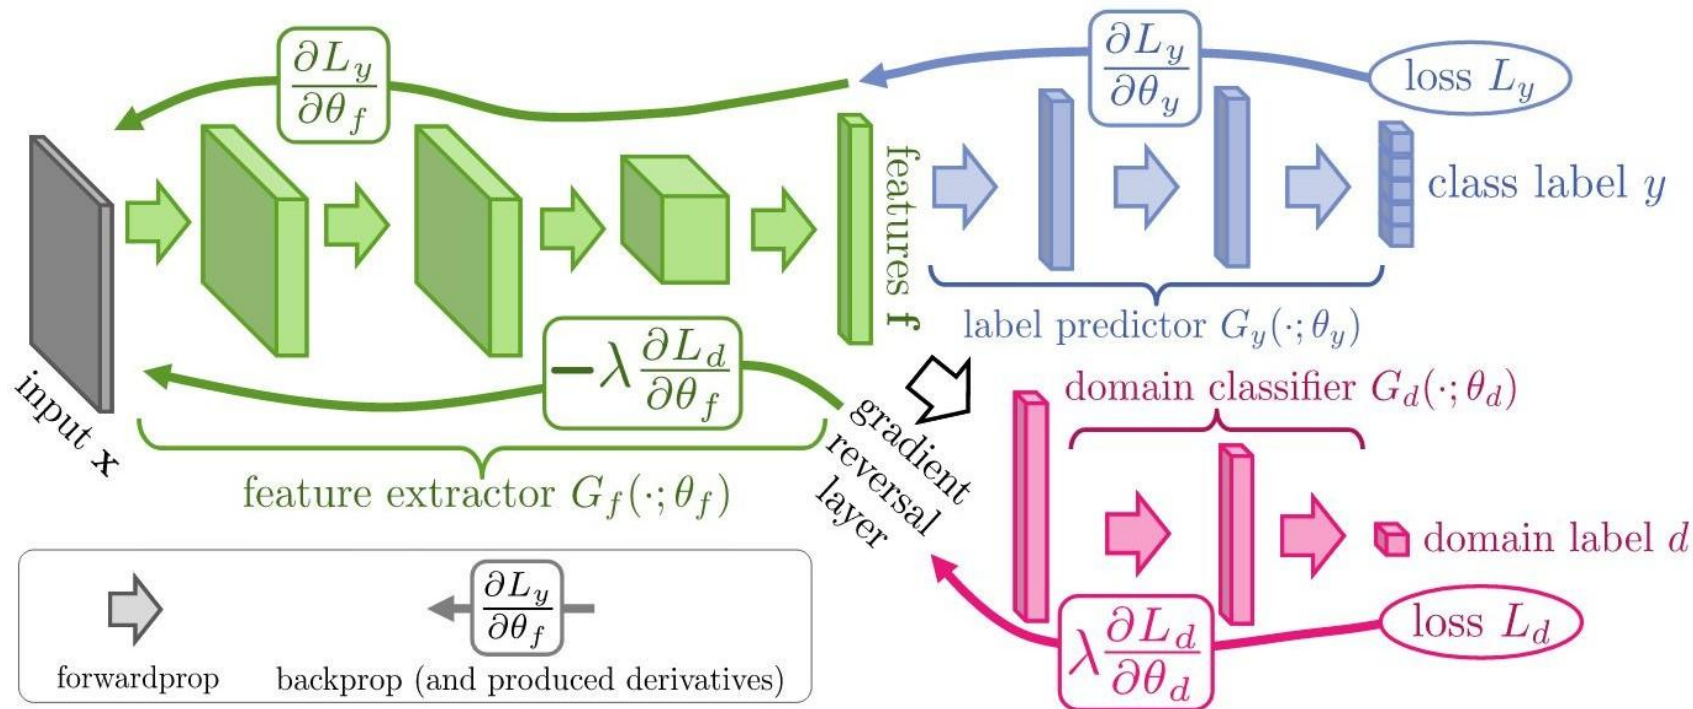 ∂L_y
∂θ_f
∂L_y
∂θ_y
loss L_y
features f
class label y
label predictor G_y(·; θ_y)
input x
−λ ∂L_d
∂θ_f
feature extractor G_f(·; θ_f)
gradient
reversal
layer
domain classifier G_d(·; θ_d)
domain label d
λ ∂L_d
∂θ_d
loss L_d
∂L_y
∂θ_f
forwardprop
backprop (and produced derivatives)